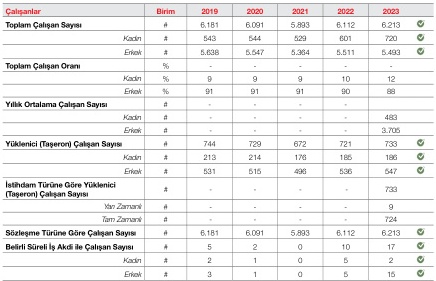 Çalışanlar Birim 2019 2020 2021 2022 2023
Toplam Çalışan Sayısı # 6.181 6.091 5.893 6.112 6.213
Kadın # 543 544 529 601 720
Erkek # 5.638 5.547 5.364 5.511 5.493
Toplam Çalışan Oranı % - - - - -
Kadın % 9 9 9 10 12
Erkek % 91 91 91 90 88
Yıllık Ortalama Çalışan Sayısı # - - - -
Kadın # - - - - 483
Erkek # - - - - 3.705
Yüklenici (Taşeron) Çalışan Sayısı # 744 729 672 721 733
Kadın # 213 214 176 185 186
Erkek # 531 515 496 536 547
İstihdam Türüne Göre Yüklenici
(Taşeron) Çalışan Sayısı # - - - - 733
Yarı Zamanlı # - - - - 9
Tam Zamanlı # - - - - 724
Sözleşme Türüne Göre Çalışan Sayısı # 6.181 6.091 5.893 6.112 6.213
Belirli Süreli İş Akdi ile Çalışan Sayısı # 5 2 0 10 17
Kadın # 2 1 0 5 2
Erkek # 3 1 0 5 15